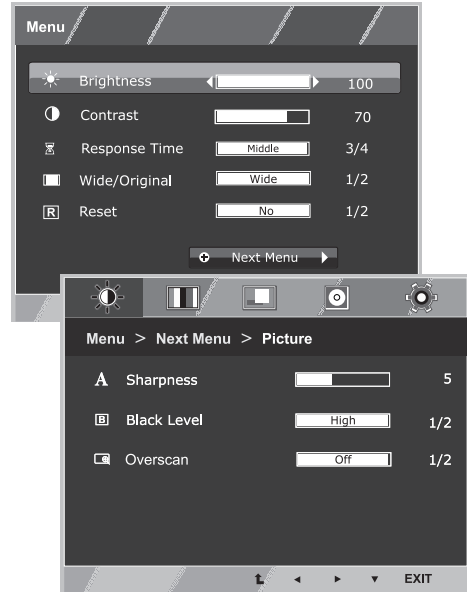 Menu
Brightness 100
Contrast 70
Response Time Middle 3/4
Wide/Original Wide 1/2
R Reset No 1/2
Next Menu
Menu > Next Menu > Picture
A Sharpness 5
B Black Level High 1/2
Overscan Off 1/2
EXIT